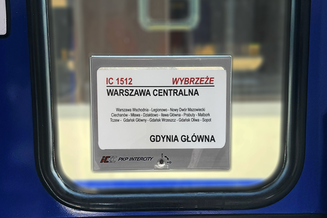 IC 1512 WYBRZEŻE
WARSZAWA CENTRALNA
Warszawa Wschodnia - Legionowo - Nowy Dwór Mazowiecki
Ciechanów - Mława - Działdowo - Iława Główna - Prabuty - Malbork
Tczew - Gdańsk Główny - Gdańsk Wrzeszcz - Gdańsk Oliwa - Sopot
GDYNIA GŁÓWNA
IC PKP INTERCITY